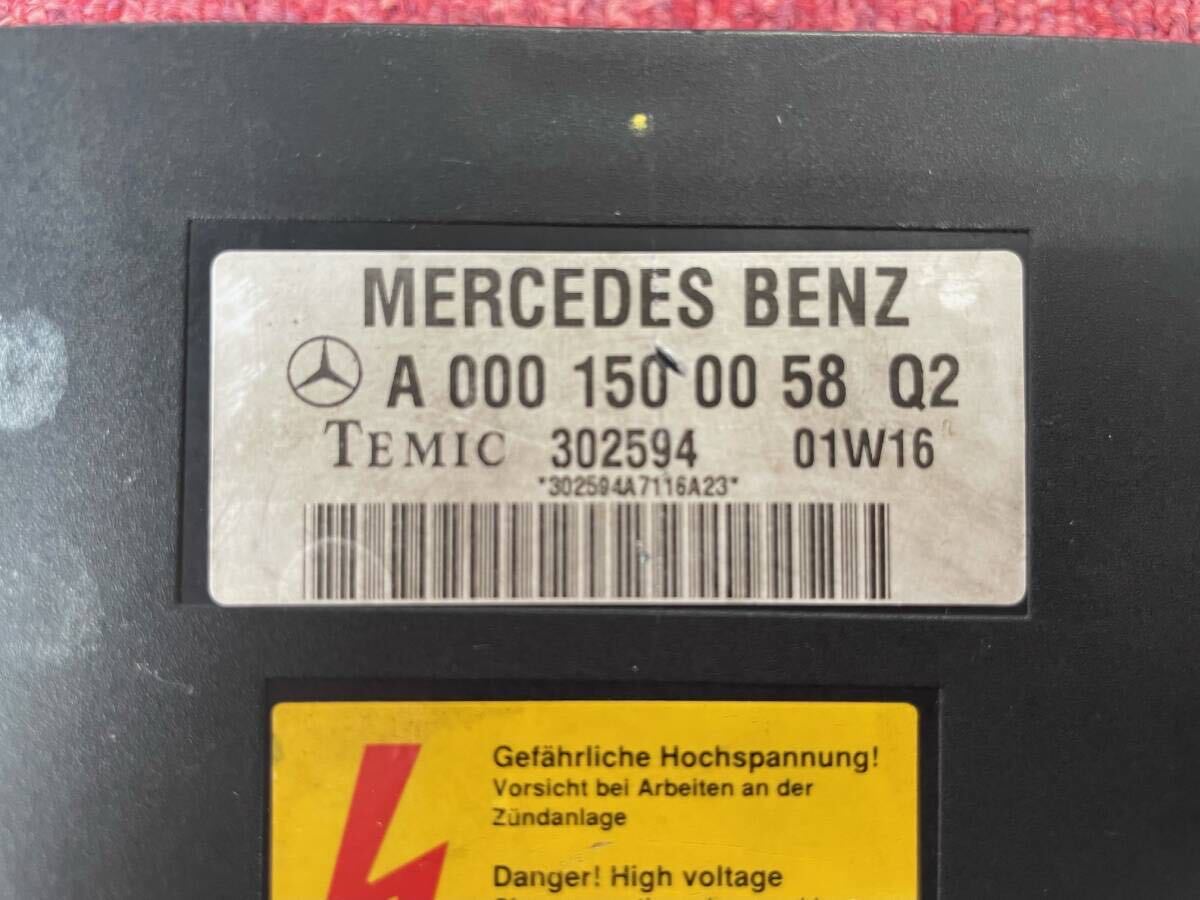 MERCEDES BENZ
A 000 150 00 58 Q2
TEMIC 302594 01W16
*302594A7116A23*
Gefährliche Hochspannung!
Vorsicht bei Arbeiten an der
Zündanlage
Danger! High voltage